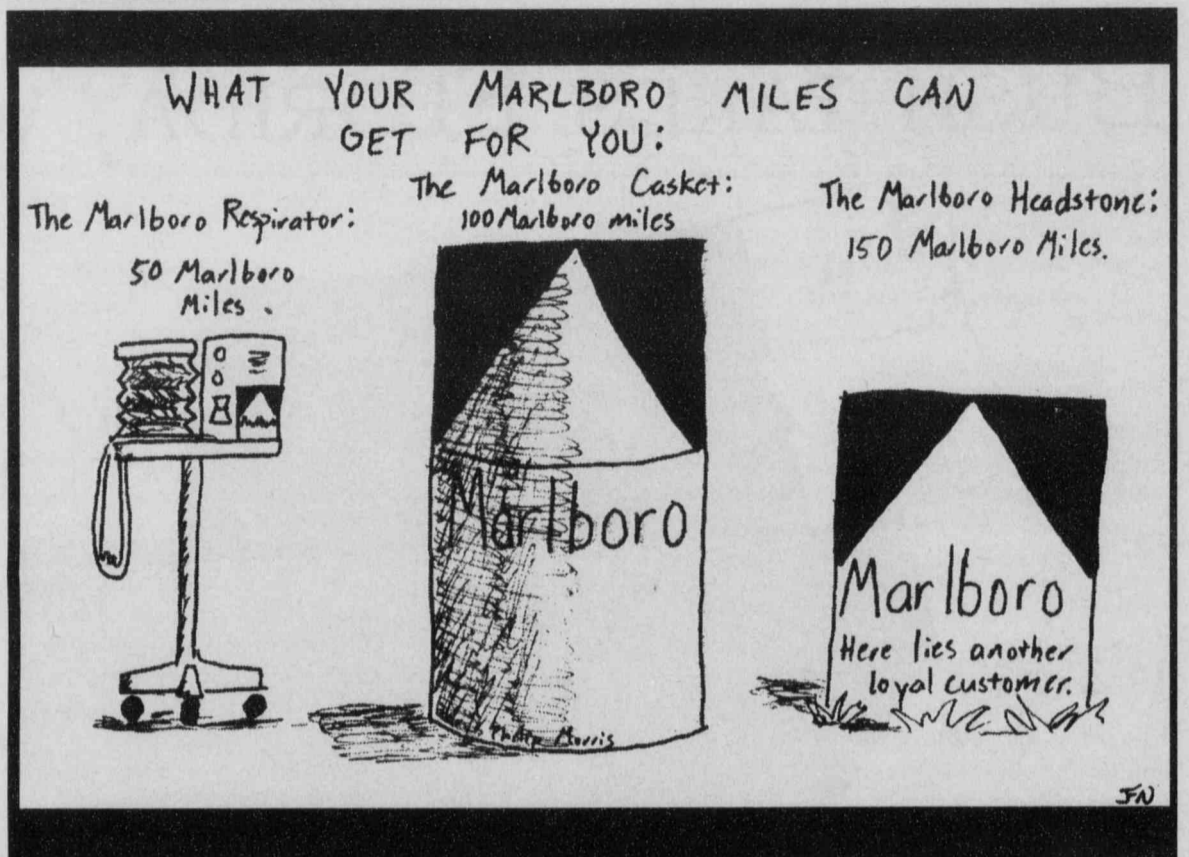 WHAT YOUR MARLBORO MILES CAN
GET FOR YOU:
The Marlboro Respirator:
50 Marlboro
Miles.
The Marlboro Casket:
100 Marlboro miles
Marlboro
Philip Morris
The Marlboro Headstone:
150 Marlboro Miles.
Marlboro
Here lies another
loyal customer.
JN